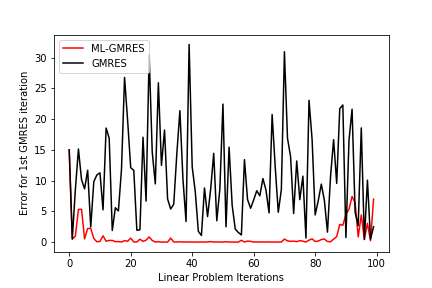 ML-GMRES
GMRES
Error for 1st GMRES iteration
30
25
20
15
10
5
0
0 20 40 60 80 100
Linear Problem Iterations